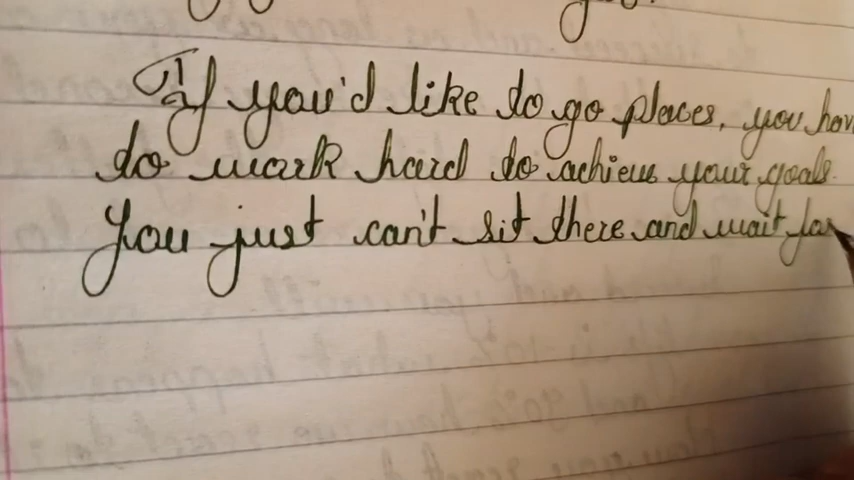 If you'd like to go places, you hav
to work hard to achieve your goals.
You just can't sit there and wait for